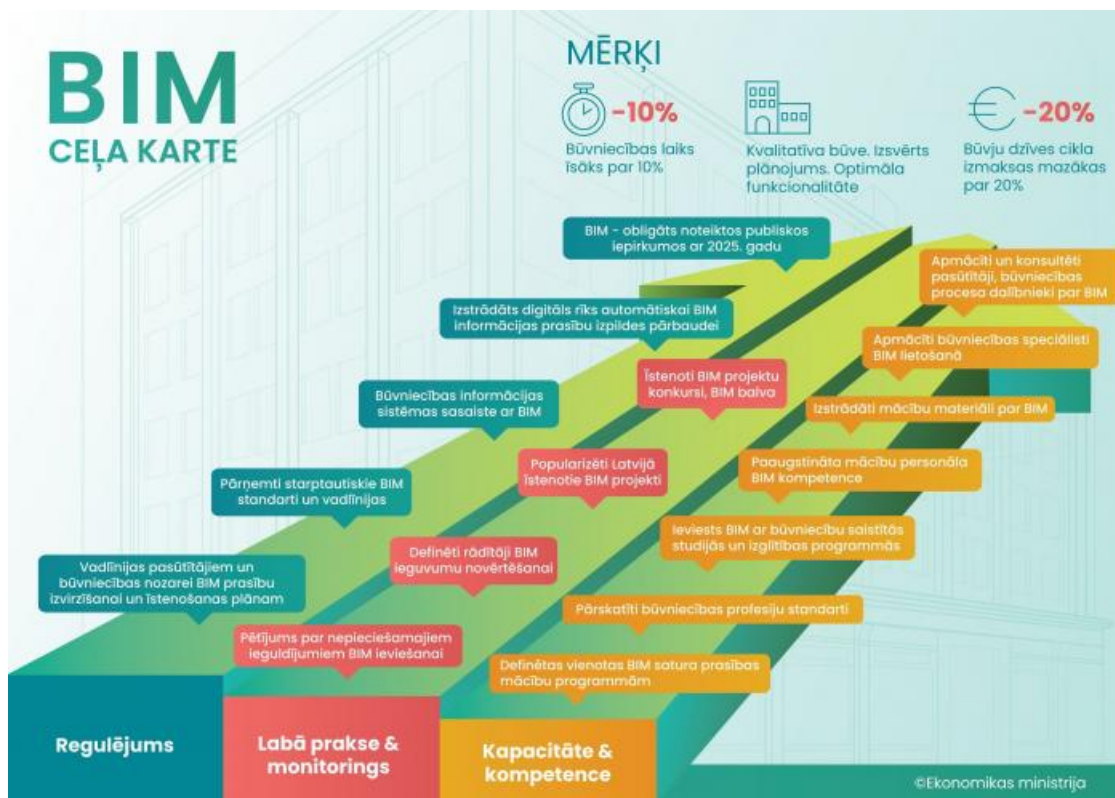 BIM
CEĻA KARTE
MĒRĶI
-10%
Būvniecības laiks
īsāks par 10%
Kvalitatīva būve. Izsvērts
plānojums. Optimāla
funkcionalitāte
-20%
Būvju dzīves cikla
izmaksas mazākas
par 20%
BIM - obligāts noteiktos publiskos
iepirkumos ar 2025. gadu
Izstrādāts digitāls rīks automātiskai BIM
informācijas prasību izpildes pārbaudei
Būvniecības informācijas
sistēmas sasaiste ar BIM
Pārņemti starptautiskie BIM
standarti un vadlīnijas
Vadlīnijas pasūtītājiem un
būvniecības nozarei BIM prasību
izvirzīšanai un īstenošanas plānam
Īstenoti BIM projektu
konkursi, BIM balva
Popularizēti Latvijā
īstenotie BIM projekti
Definēti rādītāji BIM
ieguvumu novērtēšanai
Pētījums par nepieciešamajiem
ieguldījumiem BIM ieviešanai
Apmācīti un konsultēti
pasūtītāji, būvniecības
procesa dalībnieki par BIM
Apmācīti būvniecības speciālisti
BIM lietošanā
Izstrādāti mācību materiāli par BIM
Paaugstināta mācību personāla
BIM kompetence
Ieviests BIM ar būvniecību saistītās
studijās un izglītības programmās
Pārskatīti būvniecības profesiju standarti
Definētas vienotas BIM satura prasības
mācību programmām
Regulējums
Labā prakse &
monitorings
Kapacitāte &
kompetence
©Ekonomikas ministrija